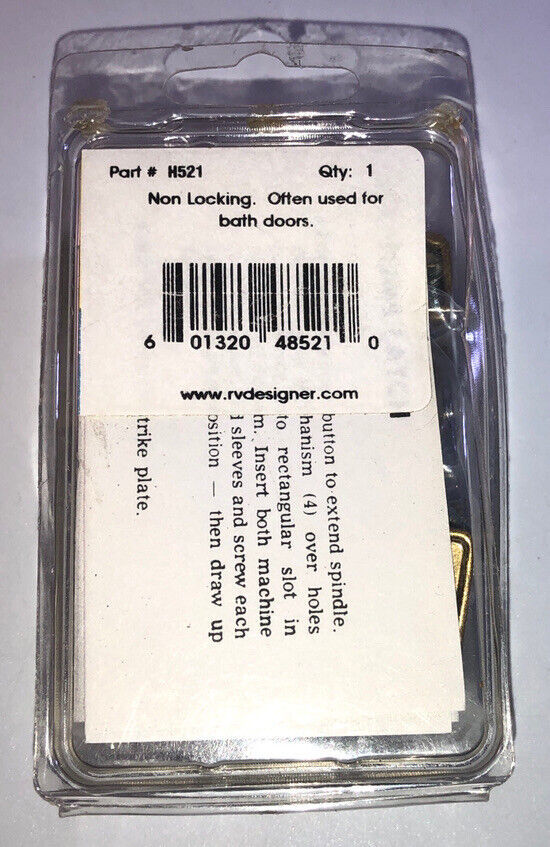 Part # H521 Qty: 1
Non Locking. Often used for
bath doors.
6 01320 48521 0
www.rvdesigner.com
button to extend spindle.
hanism (4) over holes
to rectangular slot in
m. Insert both machine
d sleeves and screw each
osition — then draw up
trike plate.